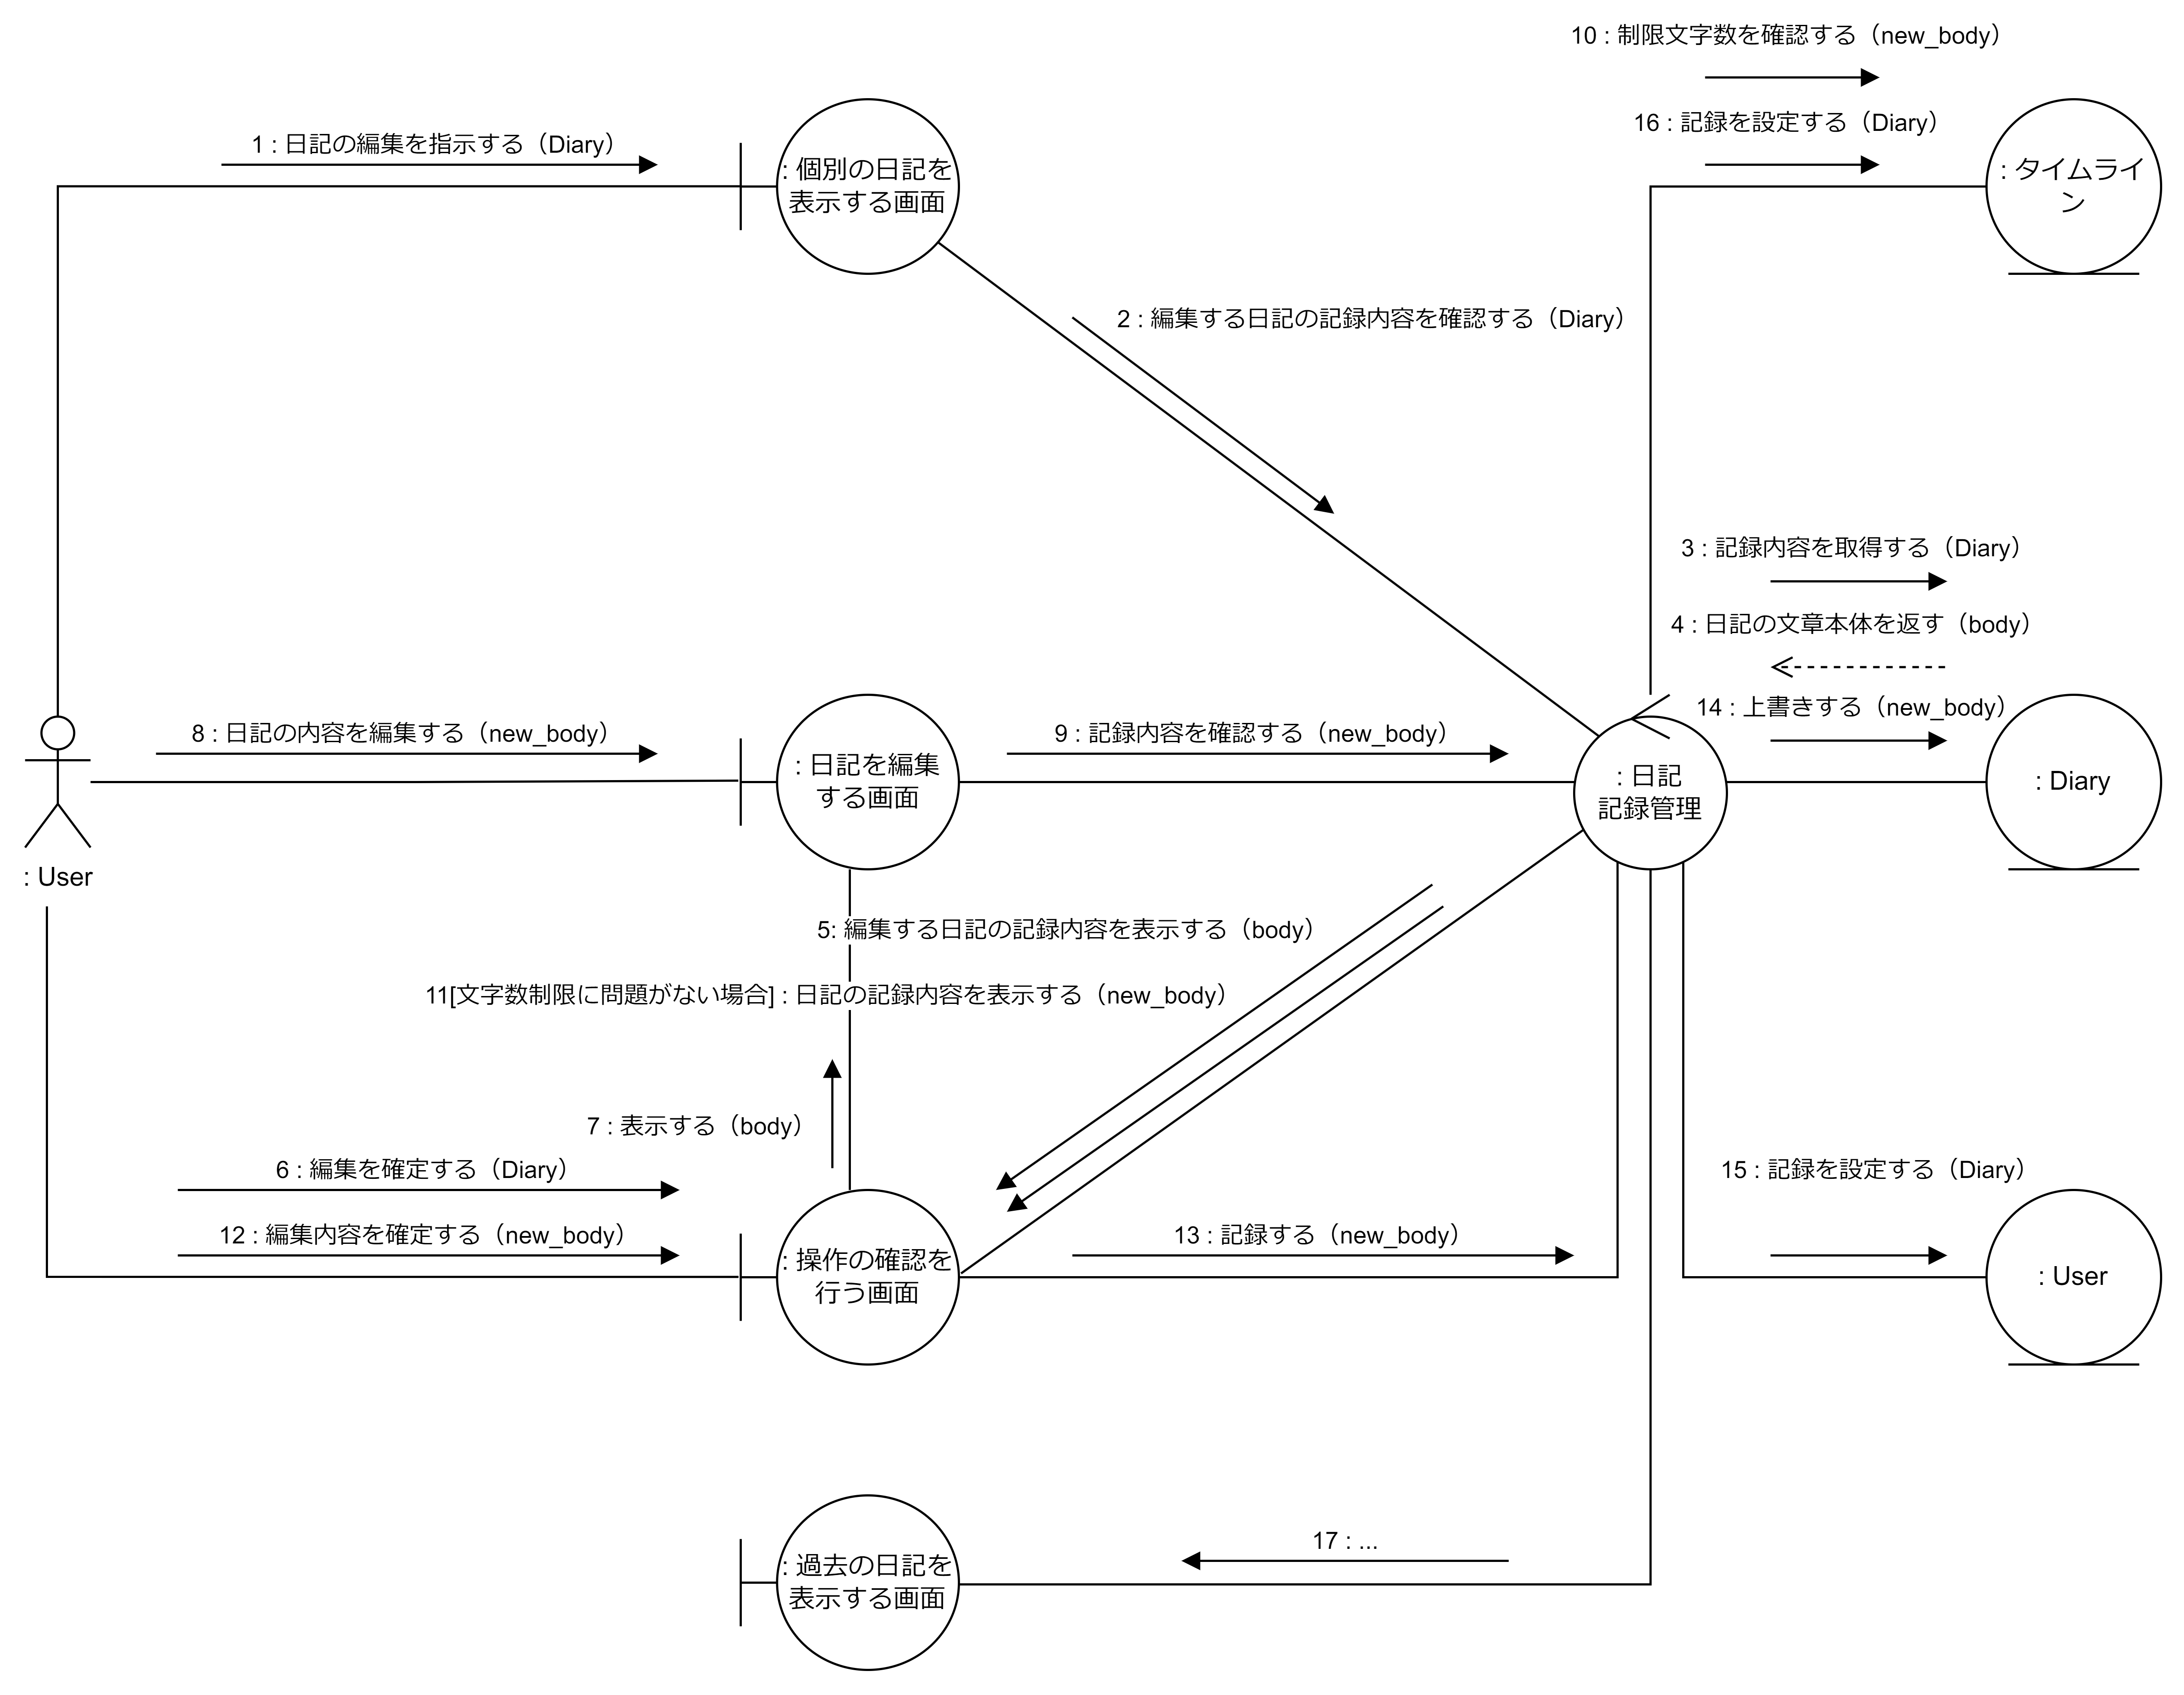 10 : 制限文字数を確認する（new_body）
16 : 記録を設定する（Diary）
1 : 日記の編集を指示する（Diary）
: 個別の日記を
表示する画面
: タイムライ
ン
2 : 編集する日記の記録内容を確認する（Diary）
3 : 記録内容を取得する（Diary）
4 : 日記の文章本体を返す（body）
14 : 上書きする（new_body）
8 : 日記の内容を編集する（new_body）
: 日記を編集
する画面
9 : 記録内容を確認する（new_body）
: 日記
記録管理
: Diary
: User
5: 編集する日記の記録内容を表示する（body）
11[文字数制限に問題がない場合] : 日記の記録内容を表示する（new_body）
7 : 表示する（body）
6 : 編集を確定する（Diary）
12 : 編集内容を確定する（new_body）
: 操作の確認を
行う画面
13 : 記録する（new_body）
15 : 記録を設定する（Diary）
: User
17 : ...
: 過去の日記を
表示する画面